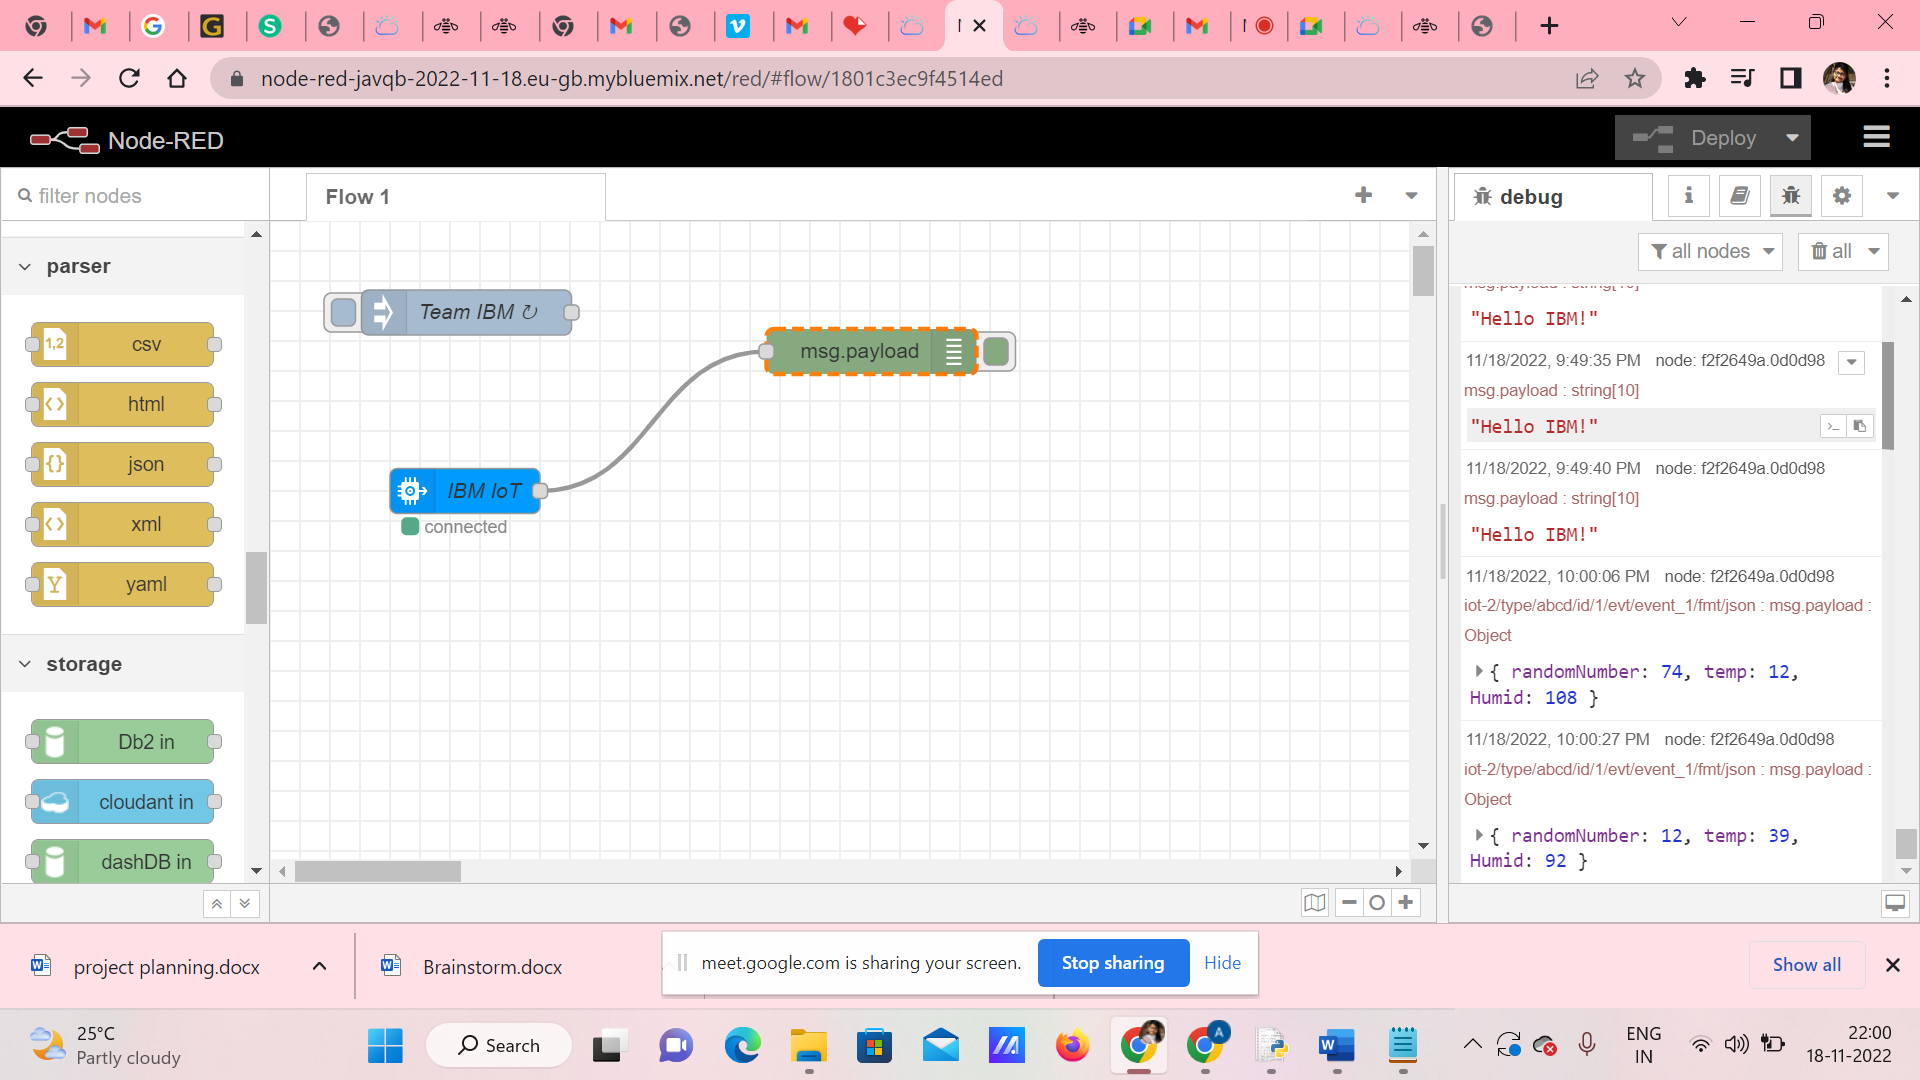 node-red-javqb-2022-11-18.eu-gb.mybluemix.net/red/#flow/1801c3ec9f4514ed
Node-RED
Deploy
filter nodes
Flow 1
debug
all nodes
all
parser
csv
html
json
xml
yaml
storage
Db2 in
cloudant in
dashDB in
Team IBM ↻
msg.payload
IBM IoT
connected
msg.payload : string[10]
"Hello IBM!"
11/18/2022, 9:49:35 PM node: f2f2649a.0d0d98
msg.payload : string[10]
"Hello IBM!"
11/18/2022, 9:49:40 PM node: f2f2649a.0d0d98
msg.payload : string[10]
"Hello IBM!"
11/18/2022, 10:00:06 PM node: f2f2649a.0d0d98
iot-2/type/abcd/id/1/evt/event_1/fmt/json : msg.payload :
Object
{ randomNumber: 74, temp: 12,
Humid: 108 }
11/18/2022, 10:00:27 PM node: f2f2649a.0d0d98
iot-2/type/abcd/id/1/evt/event_1/fmt/json : msg.payload :
Object
{ randomNumber: 12, temp: 39,
Humid: 92 }
project planning.docx
Brainstorm.docx
meet.google.com is sharing your screen.
Stop sharing
Hide
Show all
25°C
Partly cloudy
Search
ENG
IN
22:00
18-11-2022